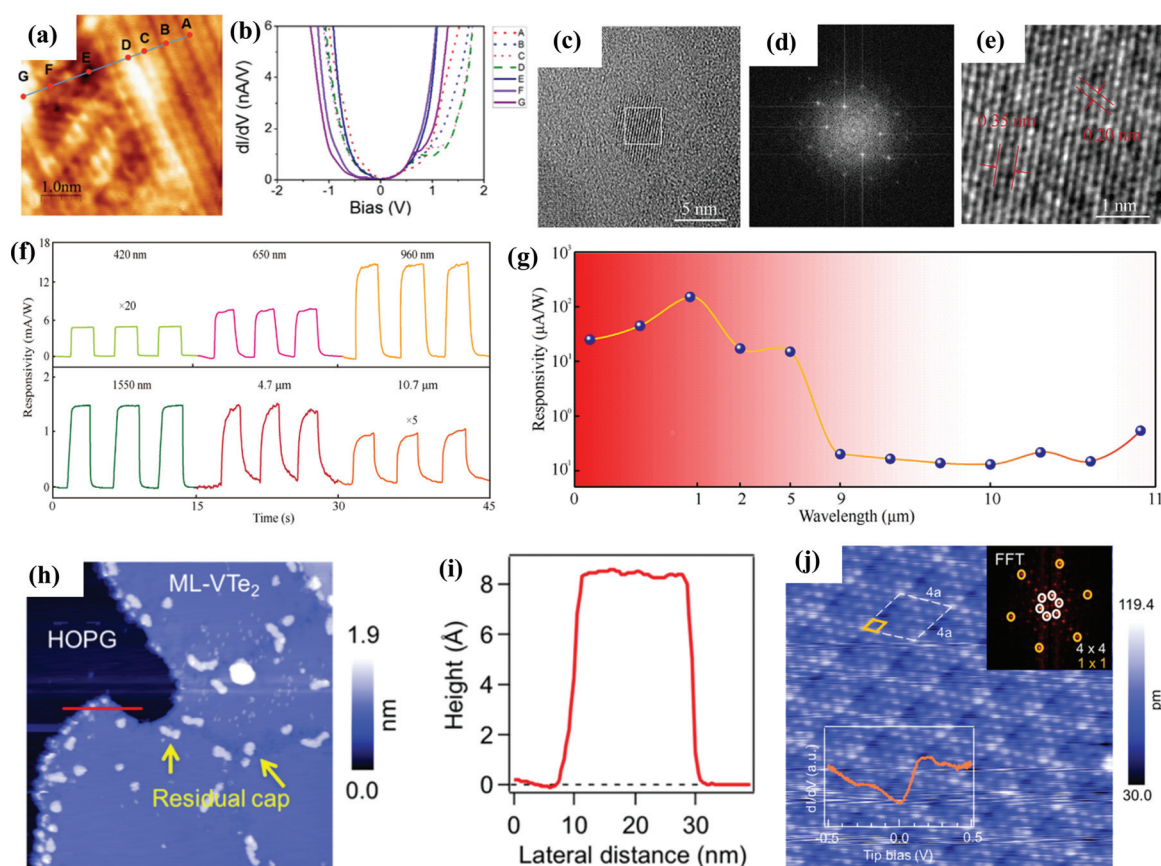 (a)
A
B
C
D
E
F
G
1.0nm
(b)
dI/dV (nA/V)
6
4
2
0
-2 -1 0 1 2
Bias (V)
A
B
C
D
E
F
G
(c)
5 nm
(d)
(e)
0.35 nm
0.20 nm
1 nm
(f)
Responsivity (mA/W)
18
12
6
0
420 nm 650 nm 960 nm
×20
2
1
0
1550 nm 4.7 μm 10.7 μm
×5
0 15 30 45
Time (s)
(g)
Responsivity (μA/W)
10³
10²
10¹
10⁰
10¹
0 1 2 5 9 10 11
Wavelength (μm)
(h)
ML-VTe₂
HOPG
Residual cap
1.9
nm
0.0
(i)
Height (Å)
8
6
4
2
0
0 10 20 30
Lateral distance (nm)
(j)
4a
4a
FFT
4 x 4
1 x 1
119.4
pm
30.0
dI/dV (a.u.)
-0.5 0.0 0.5
Tip bias (V)